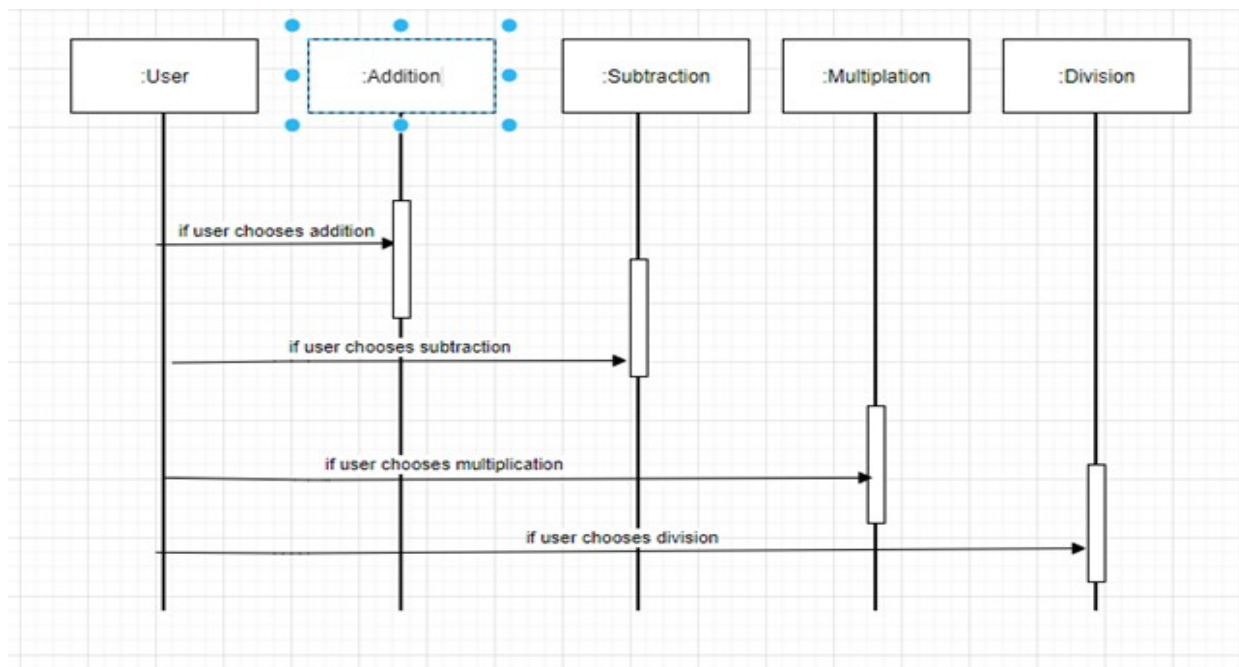 :User
:Addition
:Subtraction
:Multiplation
:Division
if user chooses addition
if user chooses subtraction
if user chooses multiplication
if user chooses division